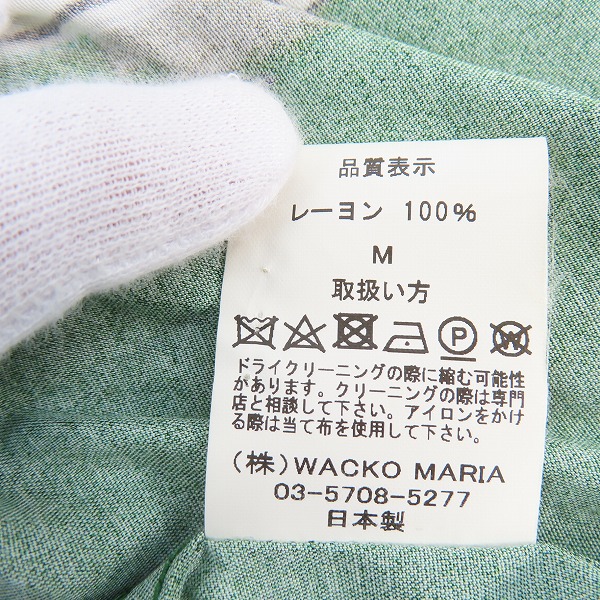 品質表示
レーヨン 100%
M
取扱い方
P W
ドライクリーニングの際に縮む可能性
があります。クリーニングの際は専門
店と相談して下さい。アイロンをかけ
る際は当て布を使用して下さい。
(株)WACKO MARIA
03-5708-5277
日本製